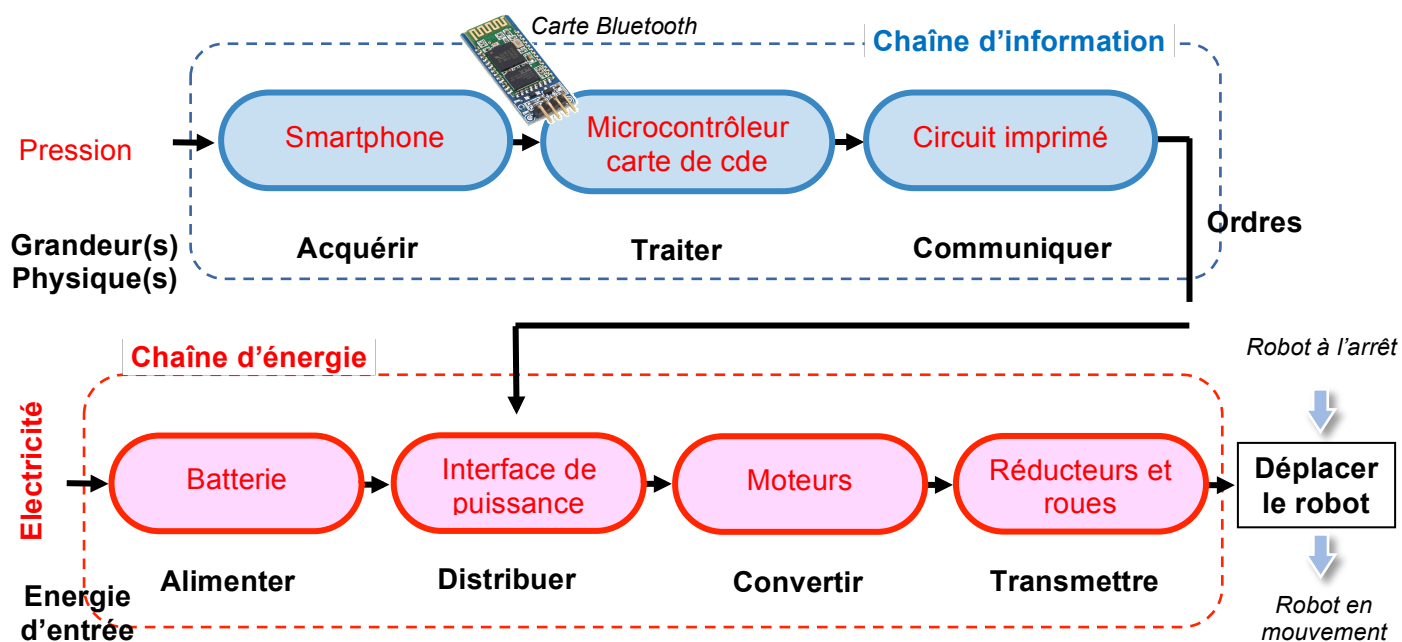 Carte Bluetooth
Chaîne d’information
Pression
Smartphone
Microcontrôleur
carte de cde
Circuit imprimé
Grandeur(s)
Physique(s)
Acquérir
Traiter
Communiquer
Ordres
Chaîne d’énergie
Robot à l’arrêt
Electricité
Batterie
Interface de
puissance
Moteurs
Réducteurs et
roues
Déplacer
le robot
Energie
d’entrée
Alimenter
Distribuer
Convertir
Transmettre
Robot en
mouvement